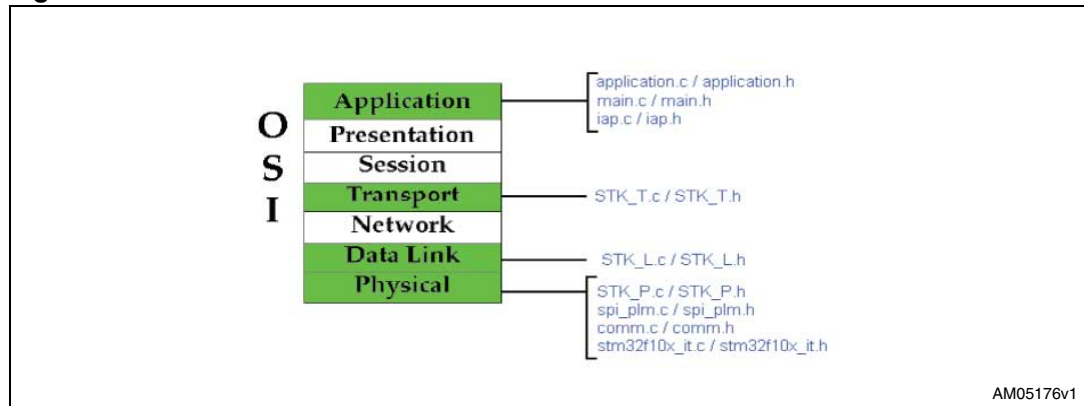 O
S
I
Application
Presentation
Session
Transport
Network
Data Link
Physical
application.c / application.h
main.c / main.h
iap.c / iap.h
STK_T.c / STK_T.h
STK_L.c / STK_L.h
STK_P.c / STK_P.h
spi_plm.c / spi_plm.h
comm.c / comm.h
stm32f10x_it.c / stm32f10x_it.h
AM05176v1